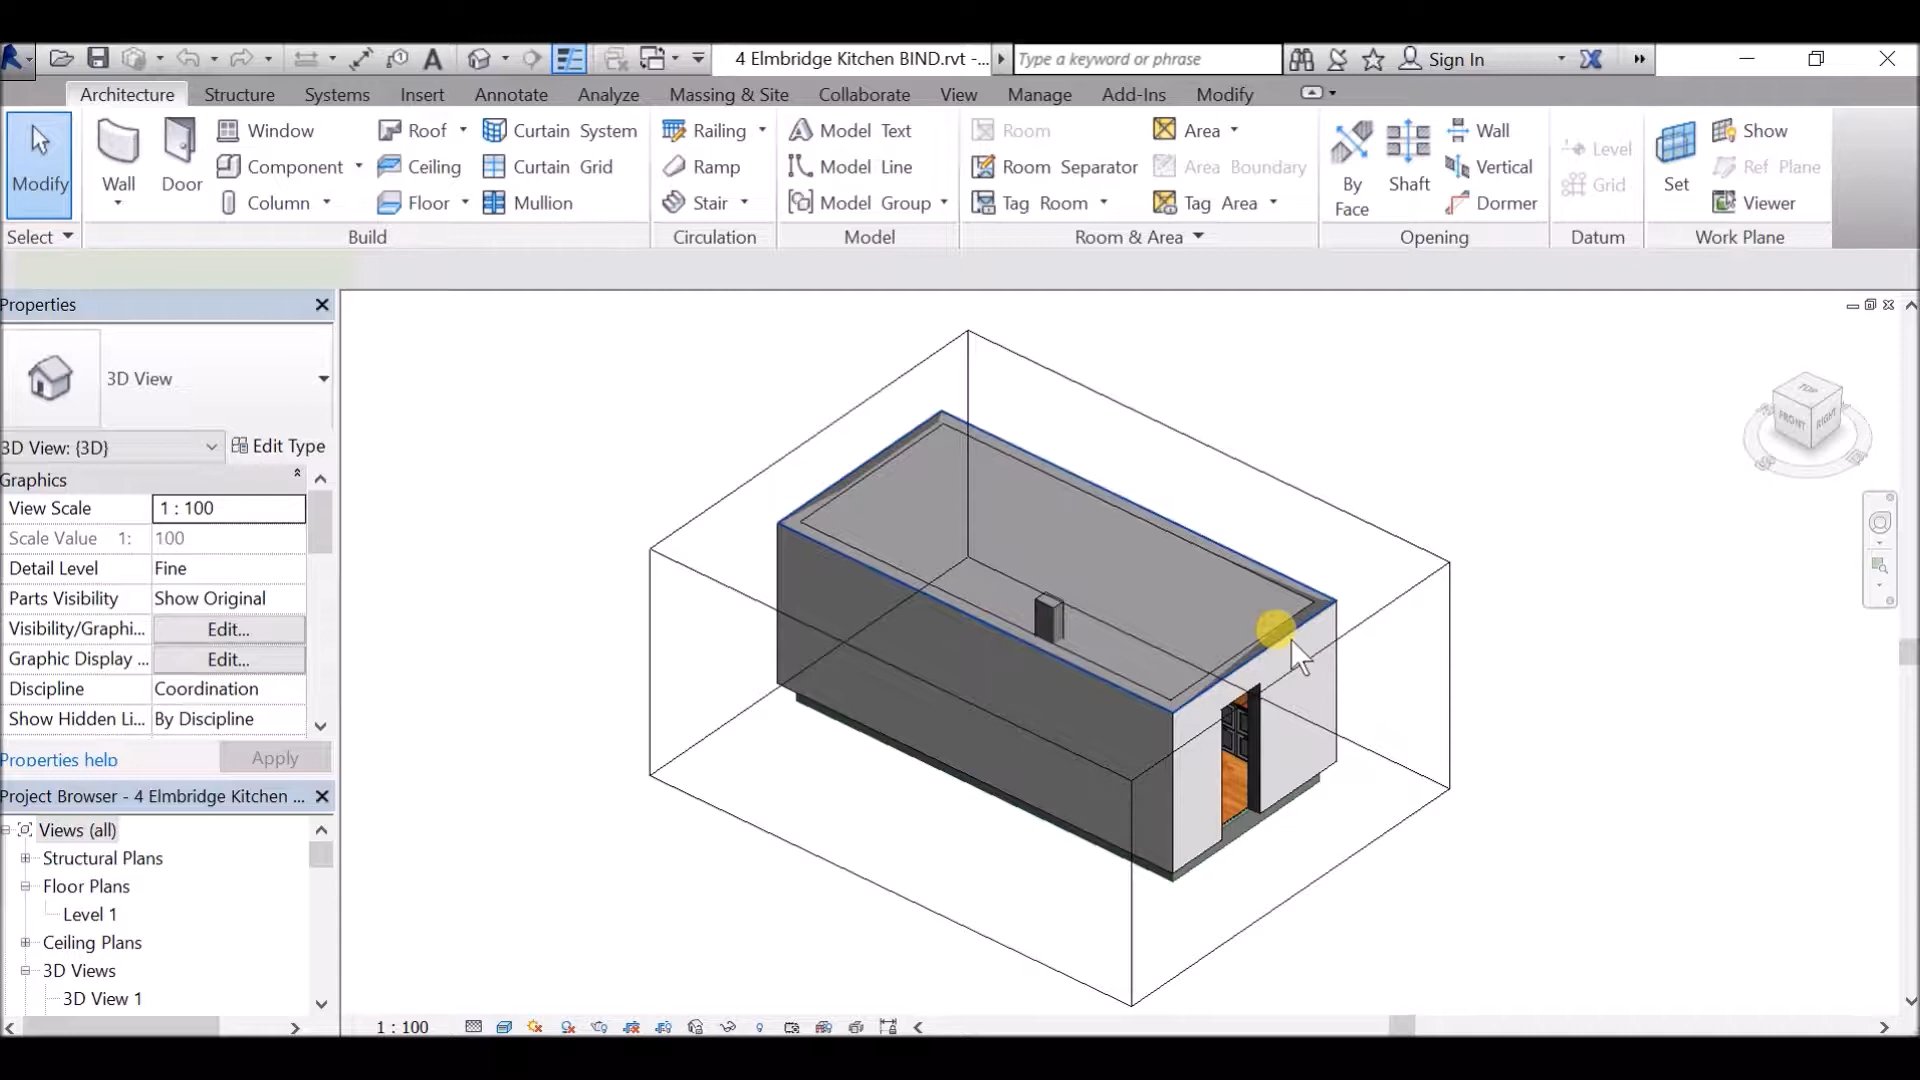 4 Elmbridge Kitchen BIND.rvt -...
Type a keyword or phrase
Sign In
Architecture Structure Systems Insert Annotate Analyze Massing & Site Collaborate View Manage Add-Ins Modify
Modify
Wall
Door
Window
Component
Column
Roof
Ceiling
Floor
Curtain System
Curtain Grid
Mullion
Railing
Ramp
Stair
Model Text
Model Line
Model Group
Room
Room Separator
Tag Room
Area
Area Boundary
Tag Area
By
Face
Shaft
Wall
Vertical
Dormer
Level
Grid
Set
Show
Ref Plane
Viewer
Select Build Circulation Model Room & Area Opening Datum Work Plane
Properties
3D View
3D View: {3D} Edit Type
Graphics
View Scale 1 : 100
Scale Value 1: 100
Detail Level Fine
Parts Visibility Show Original
Visibility/Graphi... Edit...
Graphic Display ... Edit...
Discipline Coordination
Show Hidden Li... By Discipline
Properties help Apply
Project Browser - 4 Elmbridge Kitchen ...
Views (all)
Structural Plans
Floor Plans
Level 1
Ceiling Plans
3D Views
3D View 1
TOP
FRONT
RIGHT
1 : 100